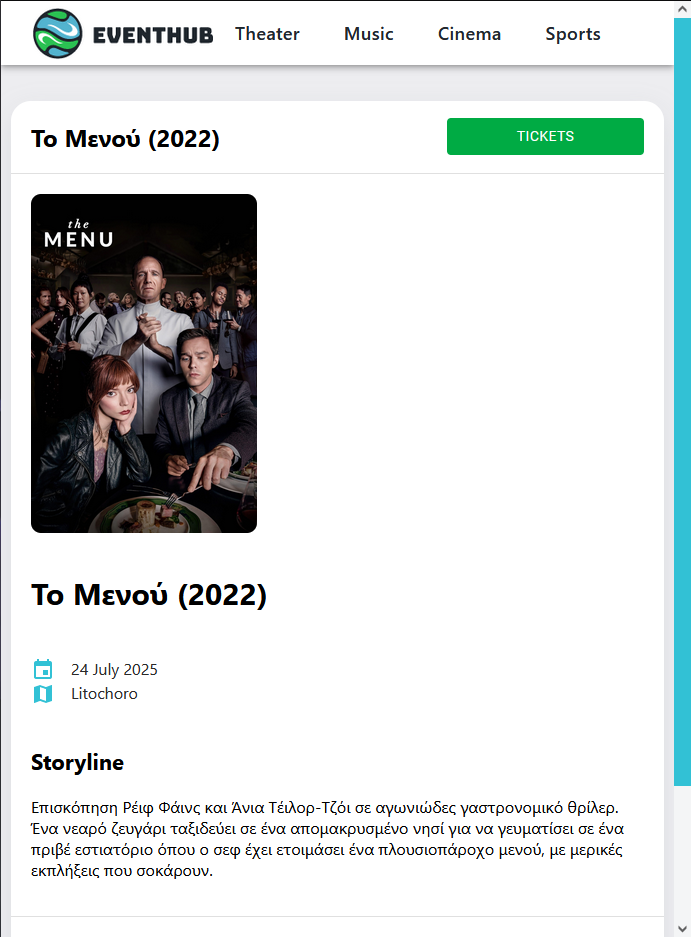 EVENTHUB Theater Music Cinema Sports
Το Μενού (2022) TICKETS
the
MENU
Το Μενού (2022)
24 July 2025
Litochoro
Storyline
Επισκόπηση Ρέιφ Φάινς και Άνια Τέιλορ-Τζόι σε αγωνιώδες γαστρονομικό θρίλερ.
Ένα νεαρό ζευγάρι ταξιδεύει σε ένα απομακρυσμένο νησί για να γευματίσει σε ένα
πριβέ εστιατόριο όπου ο σεφ έχει ετοιμάσει ένα πλουσιοπάροχο μενού, με μερικές
εκπλήξεις που σοκάρουν.